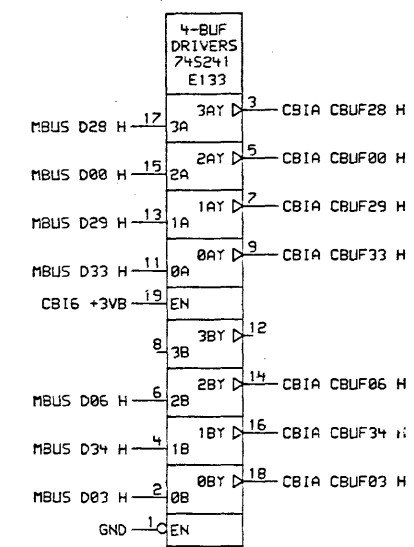 4-BUF
DRIVERS
74S241
E133
MBUS D28 H 17 3A 3AY 3 CBIA CBUF28 H
MBUS D00 H 15 2A 2AY 5 CBIA CBUF00 H
MBUS D29 H 13 1A 1AY 7 CBIA CBUF29 H
MBUS D33 H 11 0A 0AY 9 CBIA CBUF33 H
CBI6 +3VB 19 EN
8 3B 3BY 12
MBUS D06 H 6 2B 2BY 14 CBIA CBUF06 H
MBUS D34 H 4 1B 1BY 16 CBIA CBUF34
MBUS D03 H 2 0B 0BY 18 CBIA CBUF03 H
GND 1 EN